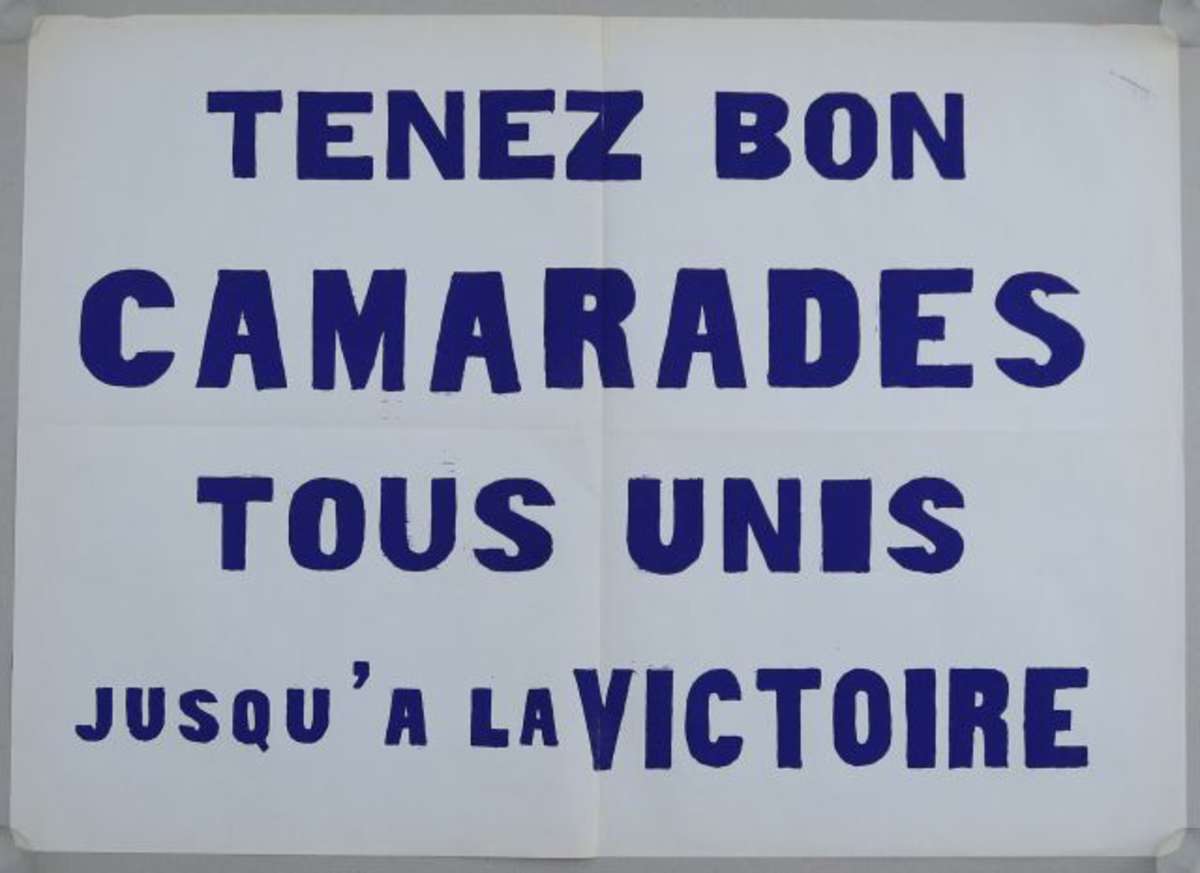 TENEZ BON
CAMARADES
TOUS UNIS
JUSQU'A LA VICTOIRE